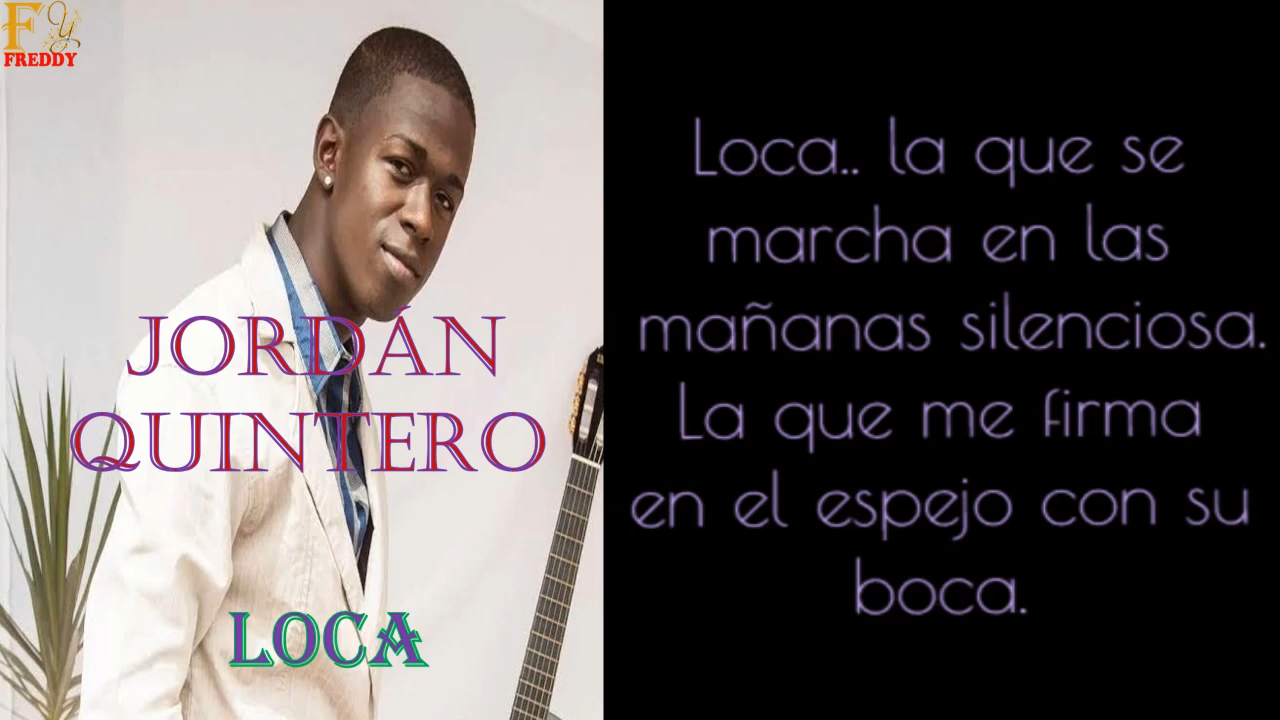 F y
FREDDY
JORDÁN
QUINTERO
LOCA
Loca.. la que se
marcha en las
mañanas silenciosa.
La que me firma
en el espejo con su
boca.